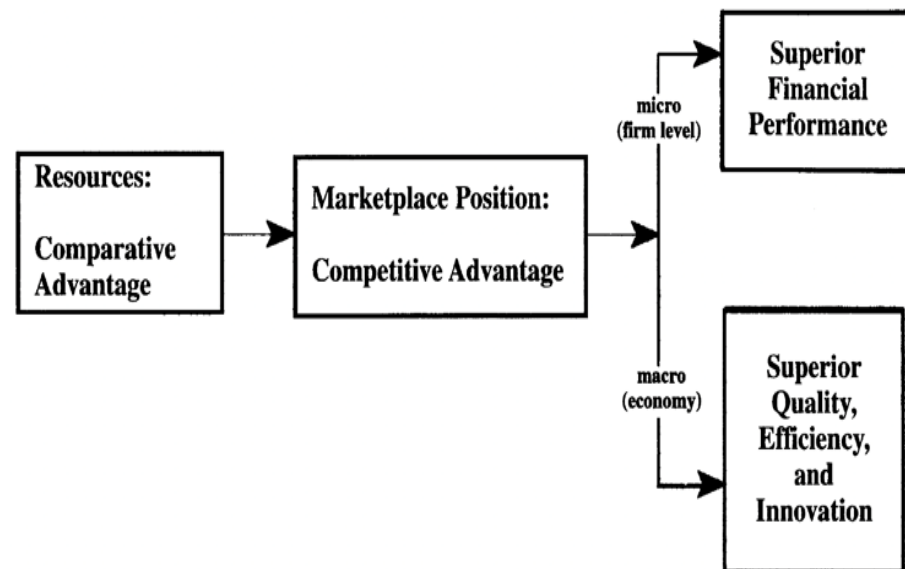 Resources:
Comparative
Advantage
Marketplace Position:
Competitive Advantage
micro
(firm level)
macro
(economy)
Superior
Financial
Performance
Superior
Quality,
Efficiency,
and
Innovation